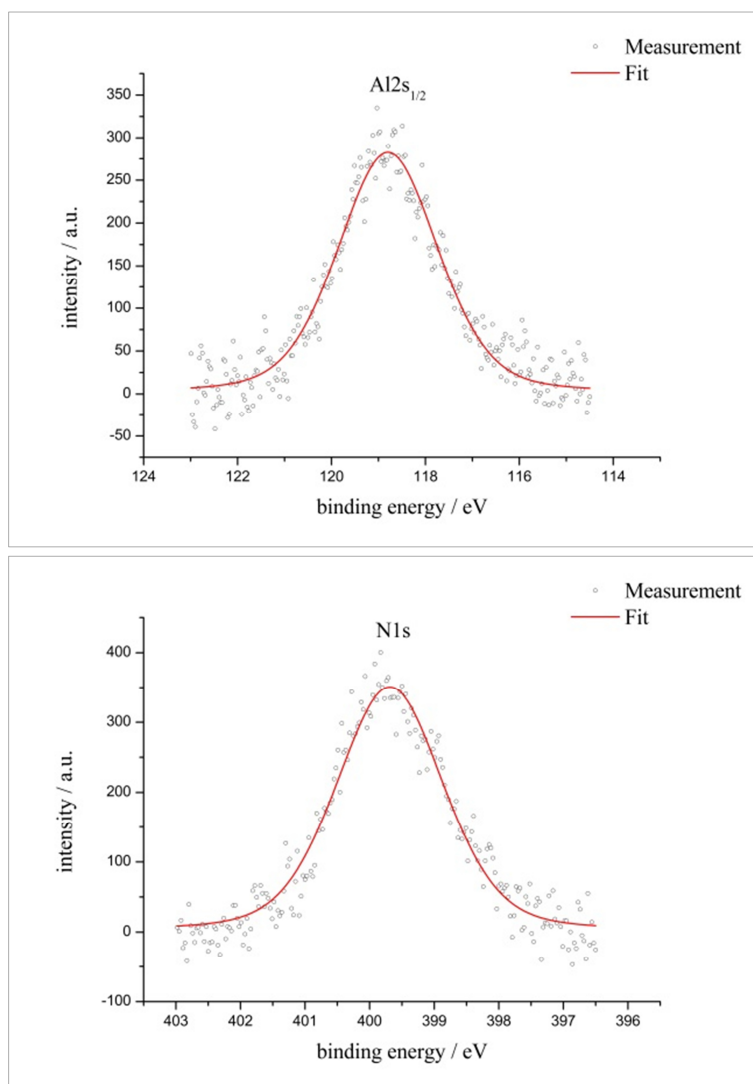 Measurement
Fit
Al2s1/2
350
300
250
200
150
100
50
0
-50
124 122 120 118 116 114
binding energy / eV
intensity / a.u.
Measurement
Fit
N1s
400
300
200
100
0
-100
403 402 401 400 399 398 397 396
binding energy / eV
intensity / a.u.